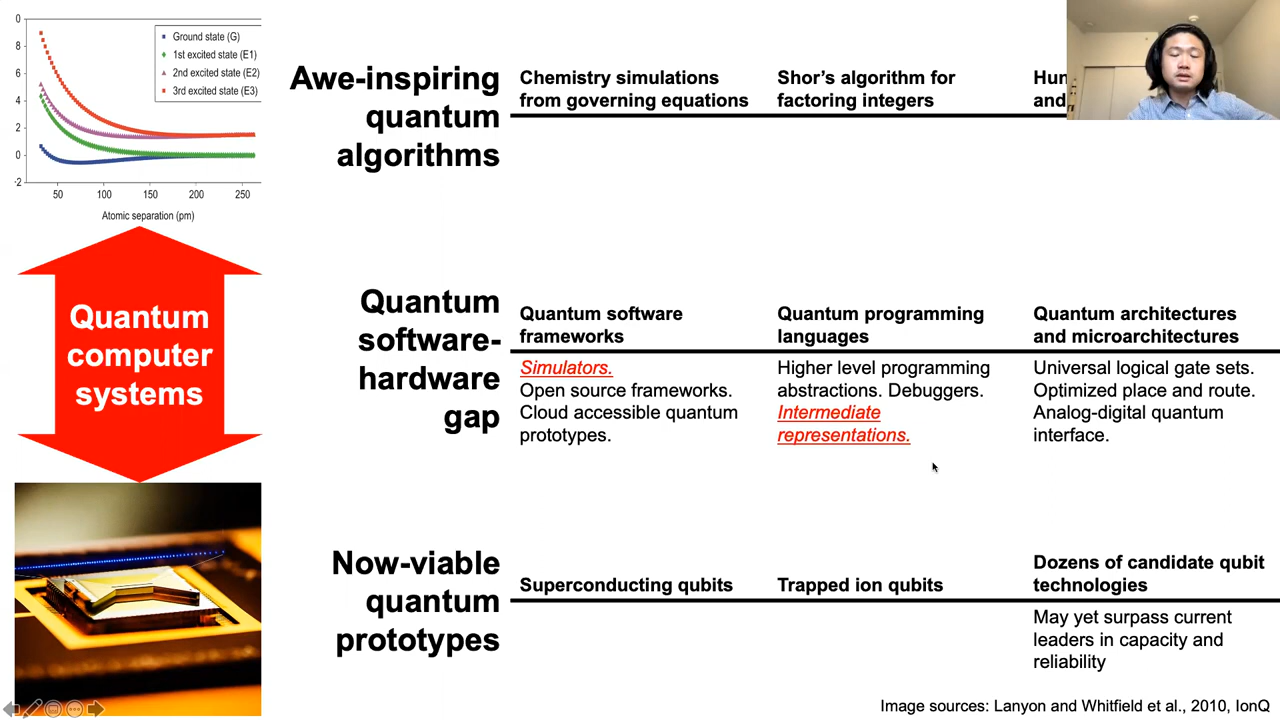 0
8
6
4
2
0
-2
50
100
150
200
250
Atomic separation (pm)
Ground state (G)
1st excited state (E1)
2nd excited state (E2)
3rd excited state (E3)
Awe-inspiring
quantum
algorithms
Chemistry simulations
from governing equations
Shor's algorithm for
factoring integers
and
Quantum
computer
systems
Quantum
software-
hardware
gap
Quantum software
frameworks
Simulators.
Open source frameworks.
Cloud accessible quantum
prototypes.
Quantum programming
languages
Higher level programming
abstractions. Debuggers.
Intermediate
representations.
Quantum architectures
and microarchitectures
Universal logical gate sets.
Optimized place and route.
Analog-digital quantum
interface.
Now-viable
quantum
prototypes
Superconducting qubits
Trapped ion qubits
Dozens of candidate qubit
technologies
May yet surpass current
leaders in capacity and
reliability
Image sources: Lanyon and Whitfield et al., 2010, IonQ